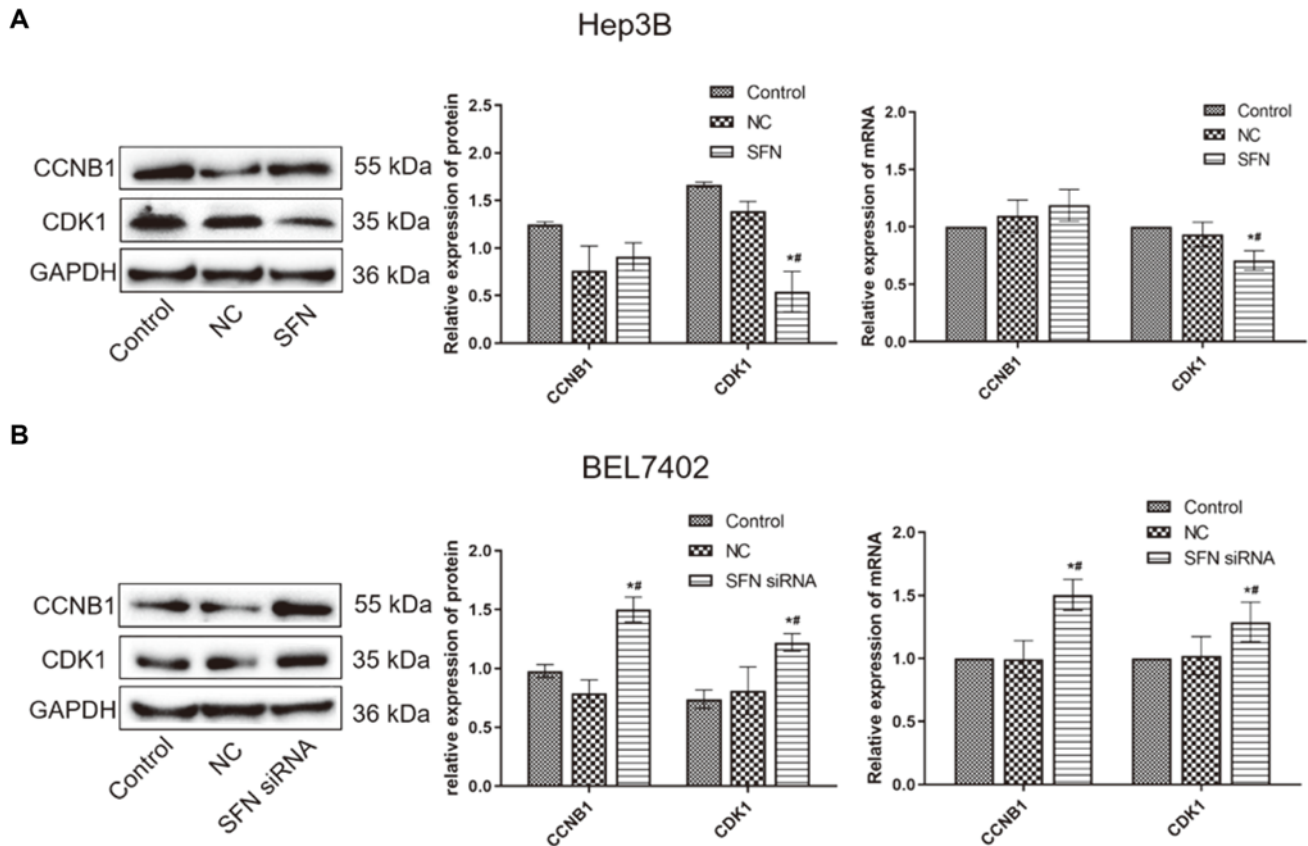 A
Hep3B
CCNB1 55 kDa
CDK1 35 kDa
GAPDH 36 kDa
Control NC SFN
Relative expression of protein
2.5
2.0
1.5
1.0
0.5
0.0
Control
NC
SFN
*#
CCNB1 CDK1
Relative expression of mRNA
2.0
1.5
1.0
0.5
0.0
Control
NC
SFN
*#
CCNB1 CDK1
B
BEL7402
CCNB1 55 kDa
CDK1 35 kDa
GAPDH 36 kDa
Control NC SFN siRNA
relative expression of protein
2.0
1.5
1.0
0.5
0.0
Control
NC
SFN siRNA
*#
*#
CCNB1 CDK1
Relative expression of mRNA
2.0
1.5
1.0
0.5
0.0
Control
NC
SFN siRNA
*#
*#
CCNB1 CDK1